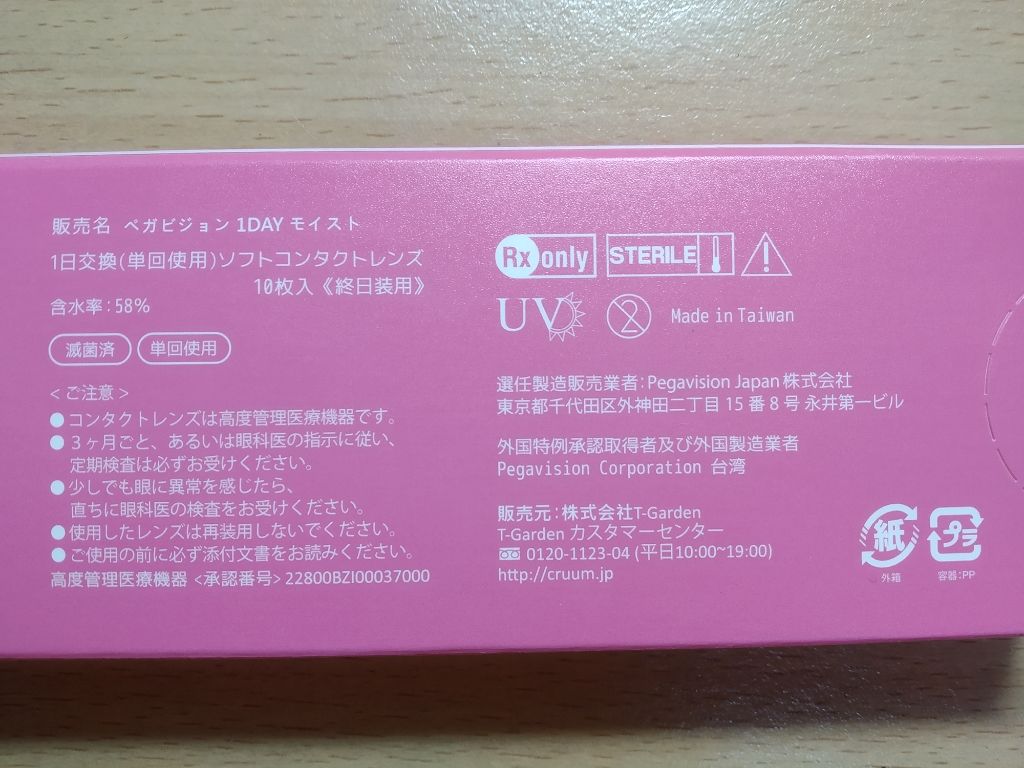 販売名 ペガビジョン 1DAY モイスト
1日交換(単回使用)ソフトコンタクトレンズ
10枚入《終日装用》
含水率:58%
滅菌済 単回使用
<ご注意>
●コンタクトレンズは高度管理医療機器です。
●3ヶ月ごと、あるいは眼科医の指示に従い、
定期検査は必ずお受けください。
●少しでも眼に異常を感じたら、
直ちに眼科医の検査をお受けください。
●使用したレンズは再装用しないでください。
●ご使用の前に必ず添付文書をお読みください。
高度管理医療機器 <承認番号> 22800BZI00037000
Rx only STERILE
UV 2 Made in Taiwan
選任製造販売業者:Pegavision Japan 株式会社
東京都千代田区外神田二丁目 15 番 8 号 永井第一ビル
外国特例承認取得者及び外国製造業者
Pegavision Corporation 台湾
販売元:株式会社T-Garden
T-Garden カスタマーセンター
0120-1123-04 (平日10:00~19:00)
http://cruum.jp
紙 プラ
外箱 容器:PP